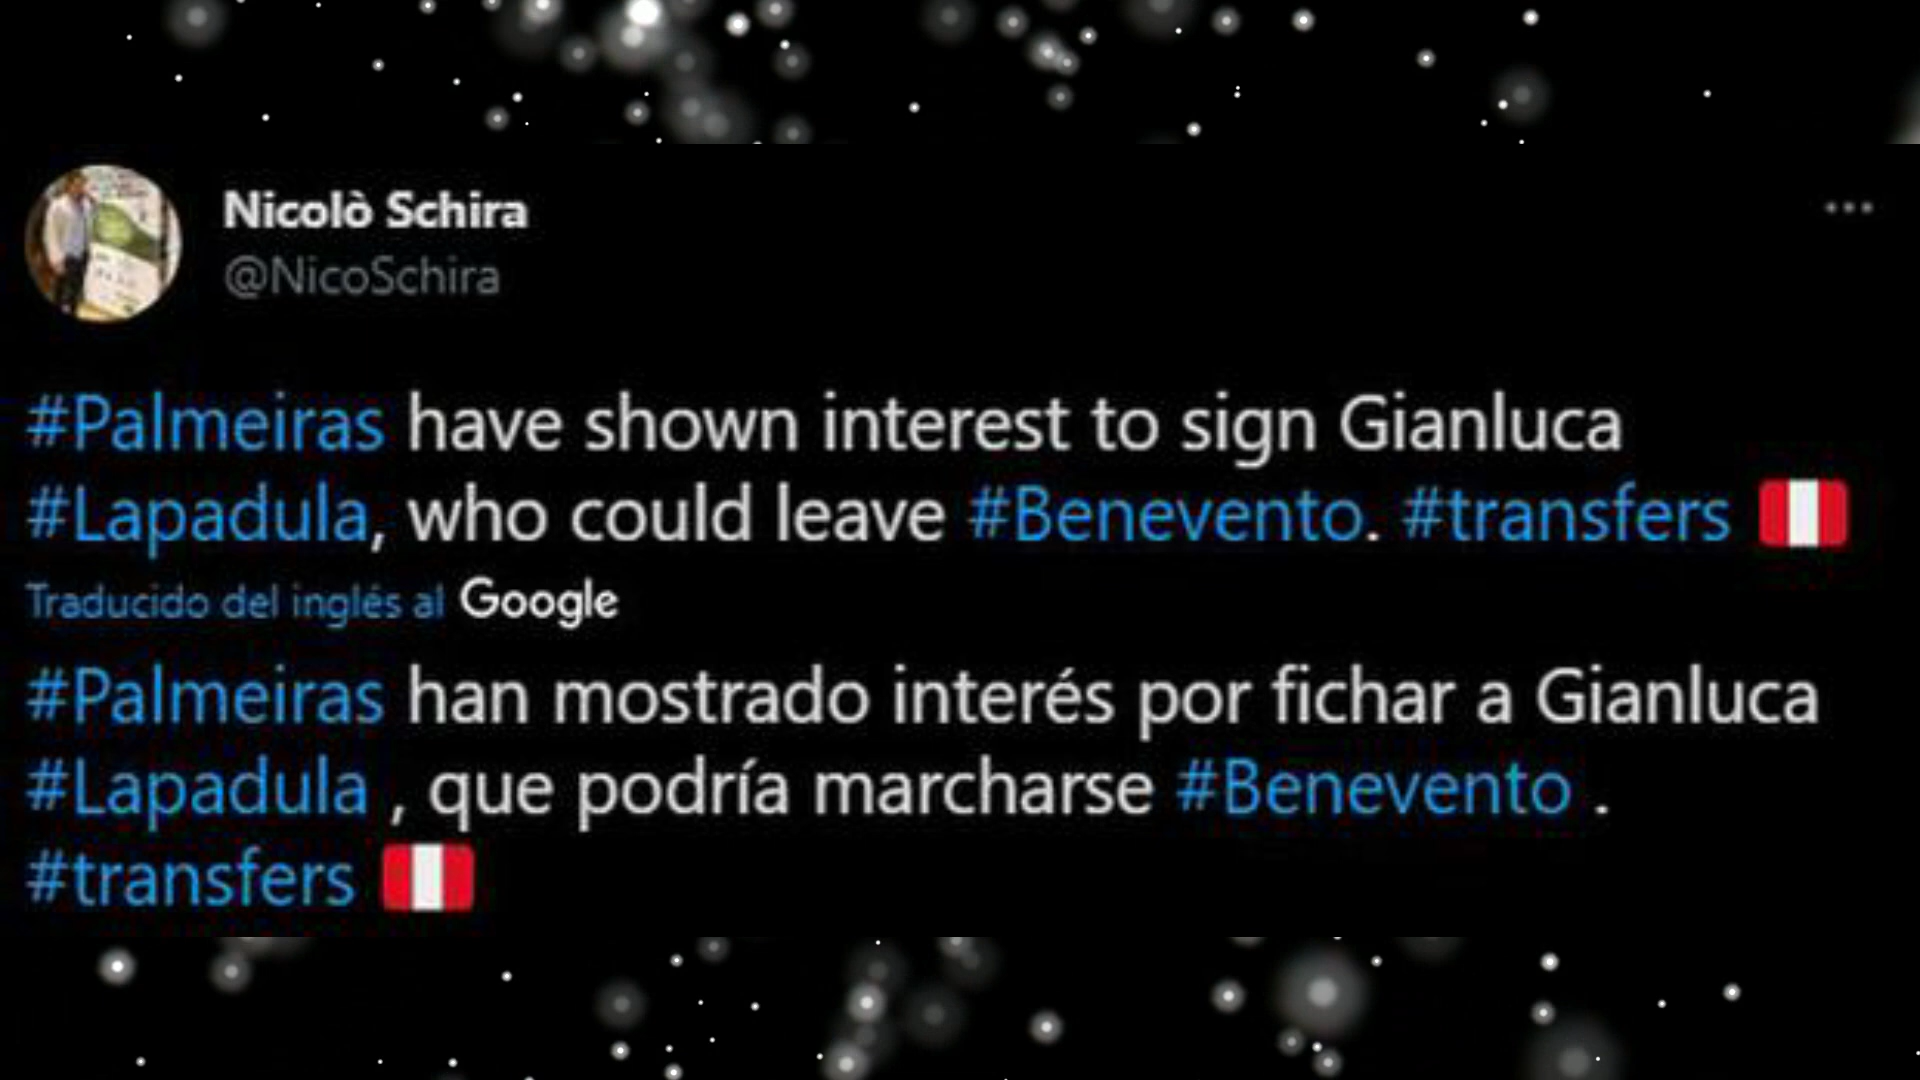 Nicolò Schira
@NicoSchira
#Palmeiras have shown interest to sign Gianluca
#Lapadula, who could leave #Benevento. #transfers
Traducido del inglés al Google
#Palmeiras han mostrado interés por fichar a Gianluca
#Lapadula , que podría marcharse #Benevento .
#transfers